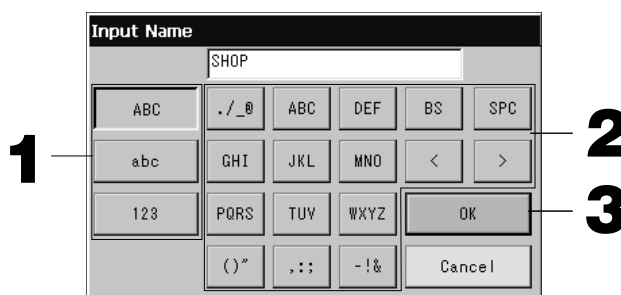 Input Name
SHOP
ABC ./_@ ABC DEF BS SPC
1 abc GHI JKL MNO < > 2
123 PQRS TUV WXYZ OK 3
()" ,:; -!& Cancel